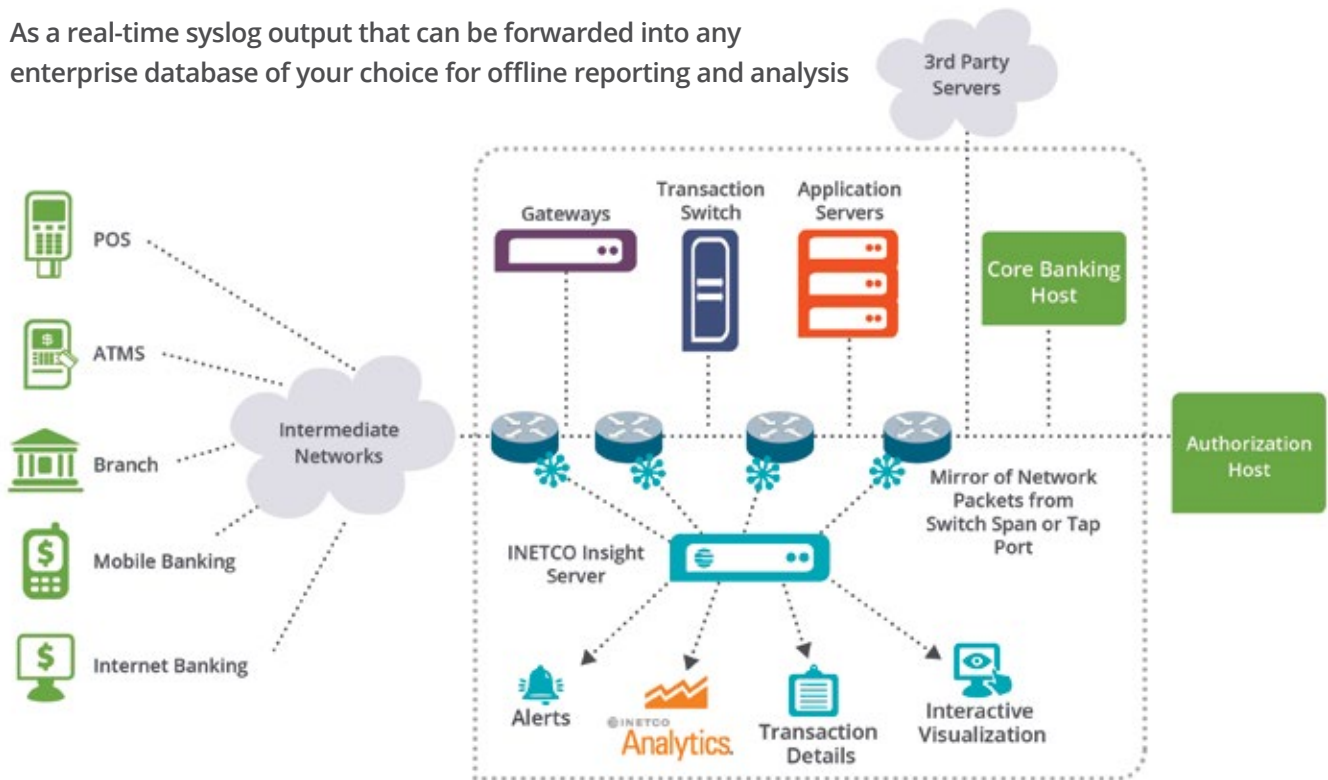 As a real-time syslog output that can be forwarded into any
enterprise database of your choice for offline reporting and analysis
3rd Party
Servers
POS
ATMS
Branch
Mobile Banking
Internet Banking
Intermediate
Networks
Gateways
Transaction
Switch
Application
Servers
Core Banking
Host
Authorization
Host
Mirror of Network
Packets from
Switch Span or Tap
Port
INETCO Insight
Server
Alerts
INETCO
Analytics.
Transaction
Details
Interactive
Visualization
$
$
$